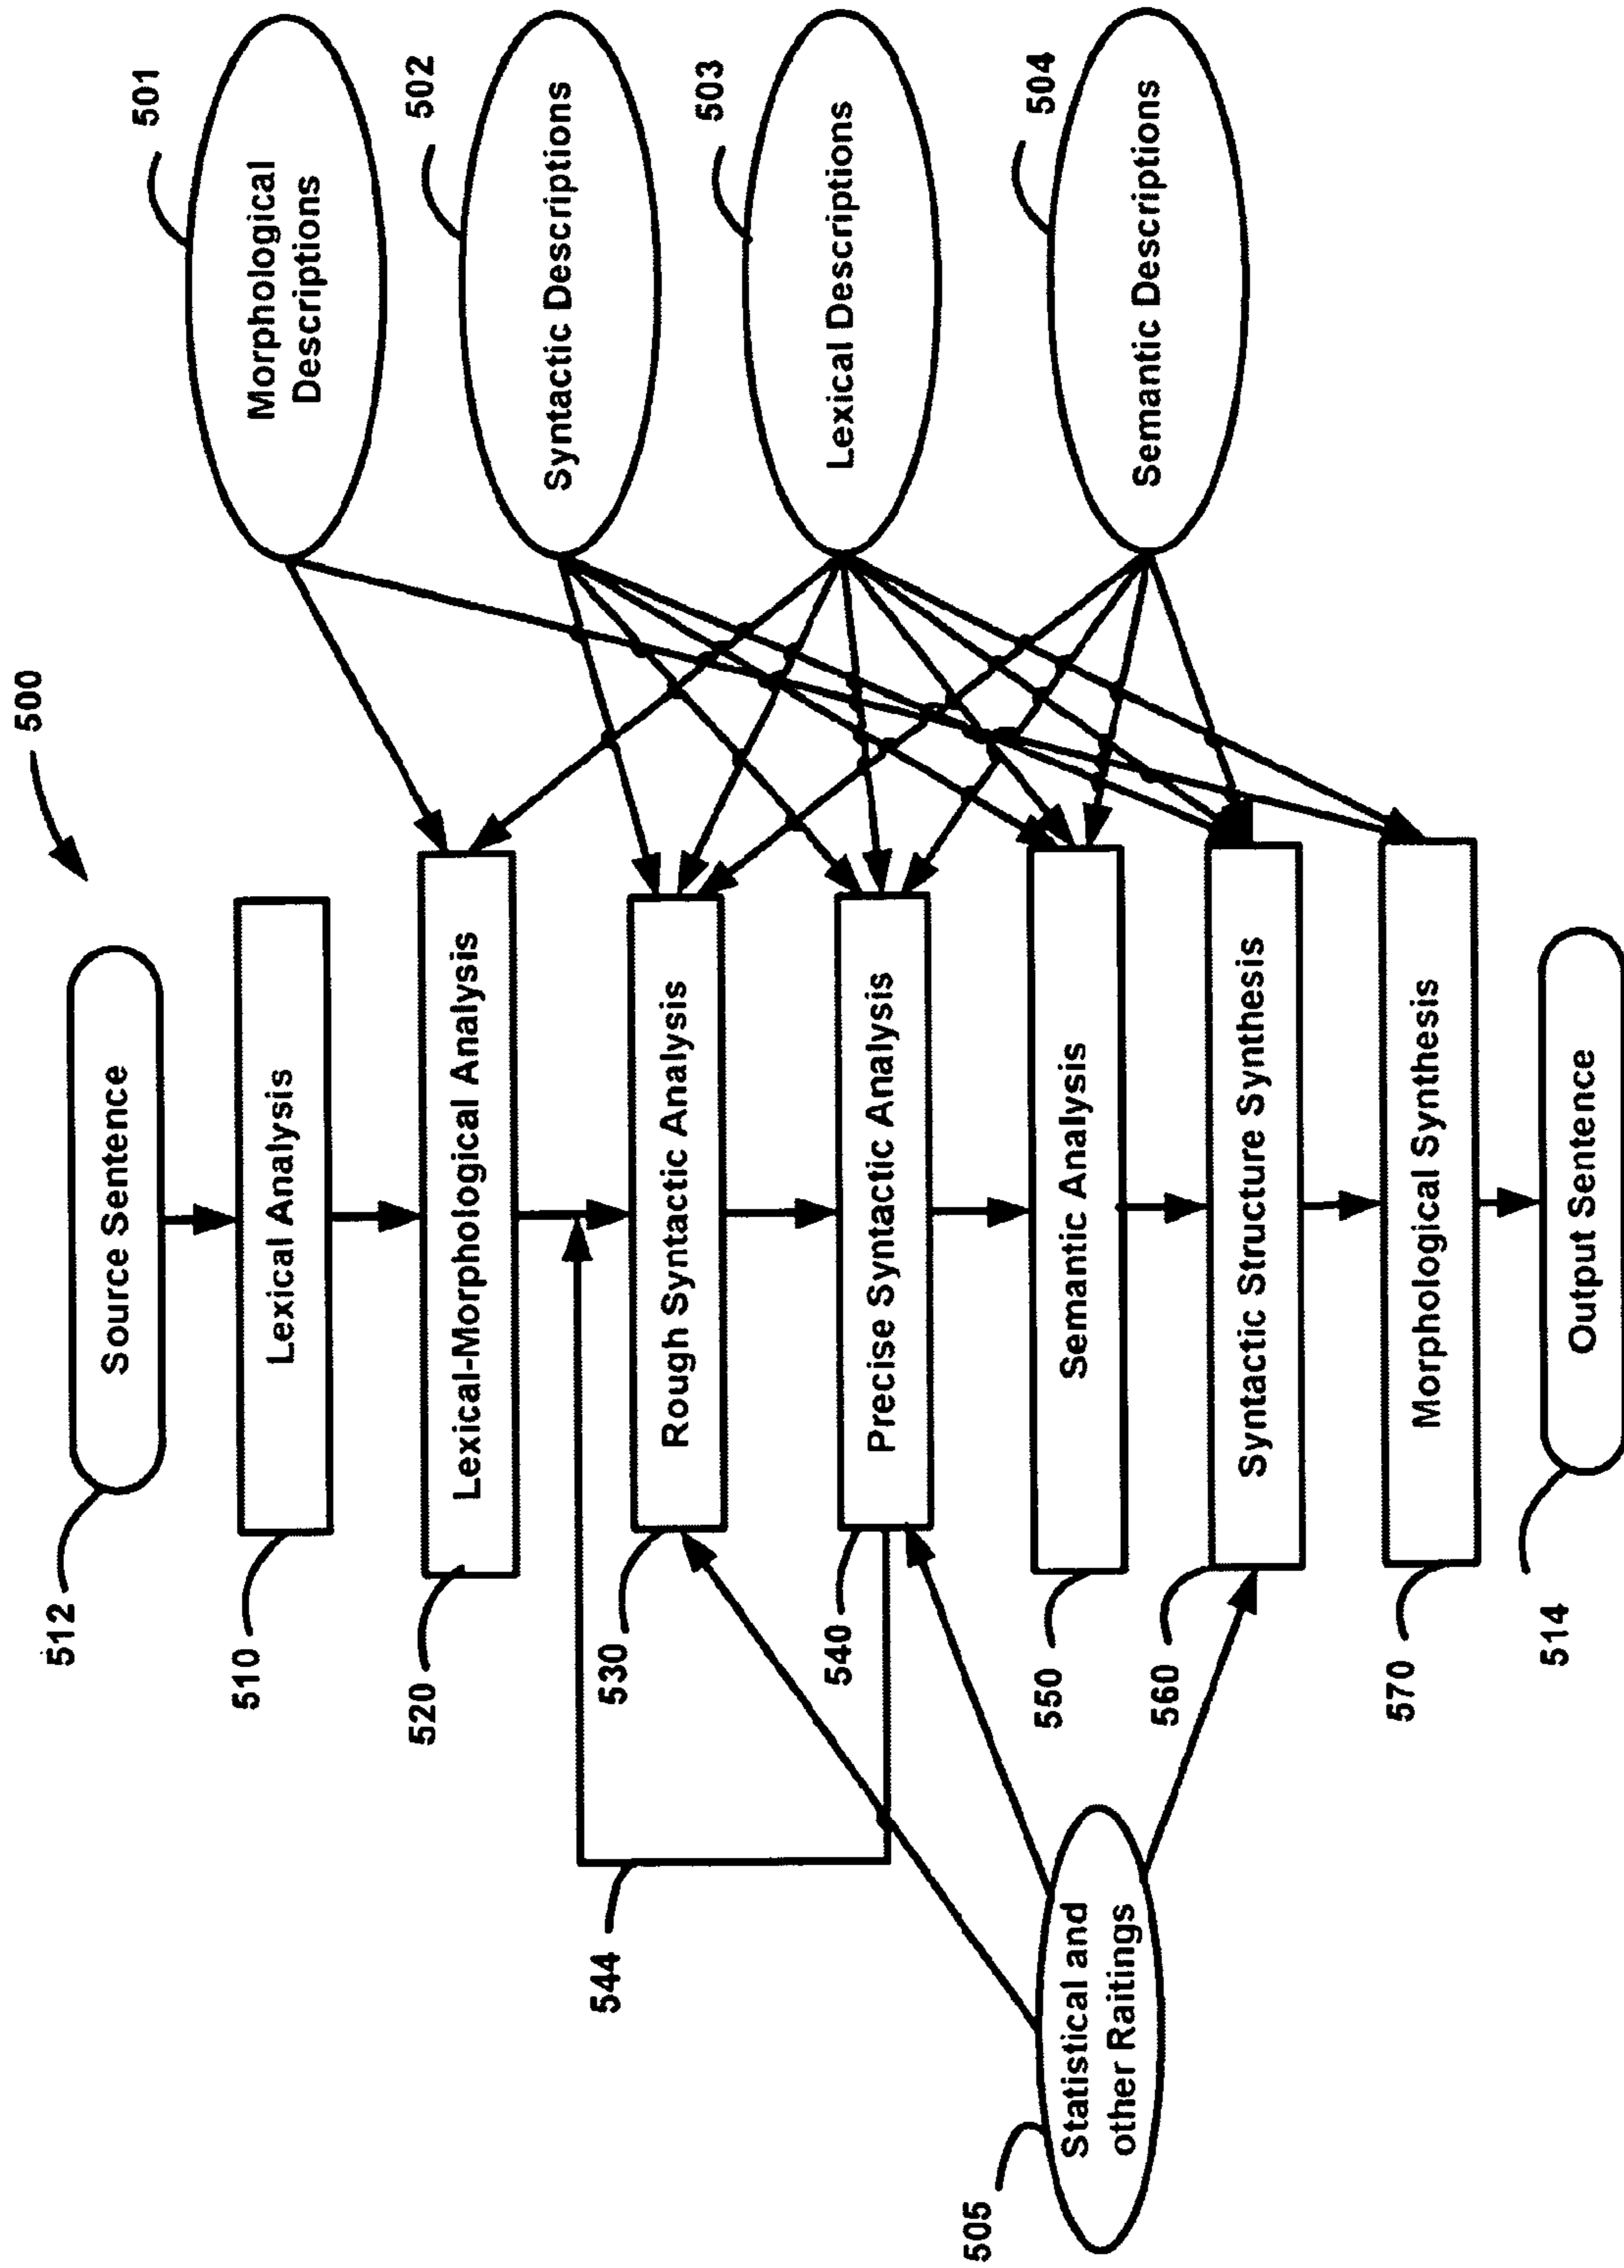 500
512
Source Sentence
510
Lexical Analysis
520
Lexical-Morphological Analysis
530
Rough Syntactic Analysis
540
Precise Syntactic Analysis
544
550
Semantic Analysis
560
Syntactic Structure Synthesis
570
Morphological Synthesis
514
Output Sentence
505
Statistical and
other Raitings
501
Morphological
Descriptions
502
Syntactic Descriptions
503
Lexical Descriptions
504
Semantic Descriptions